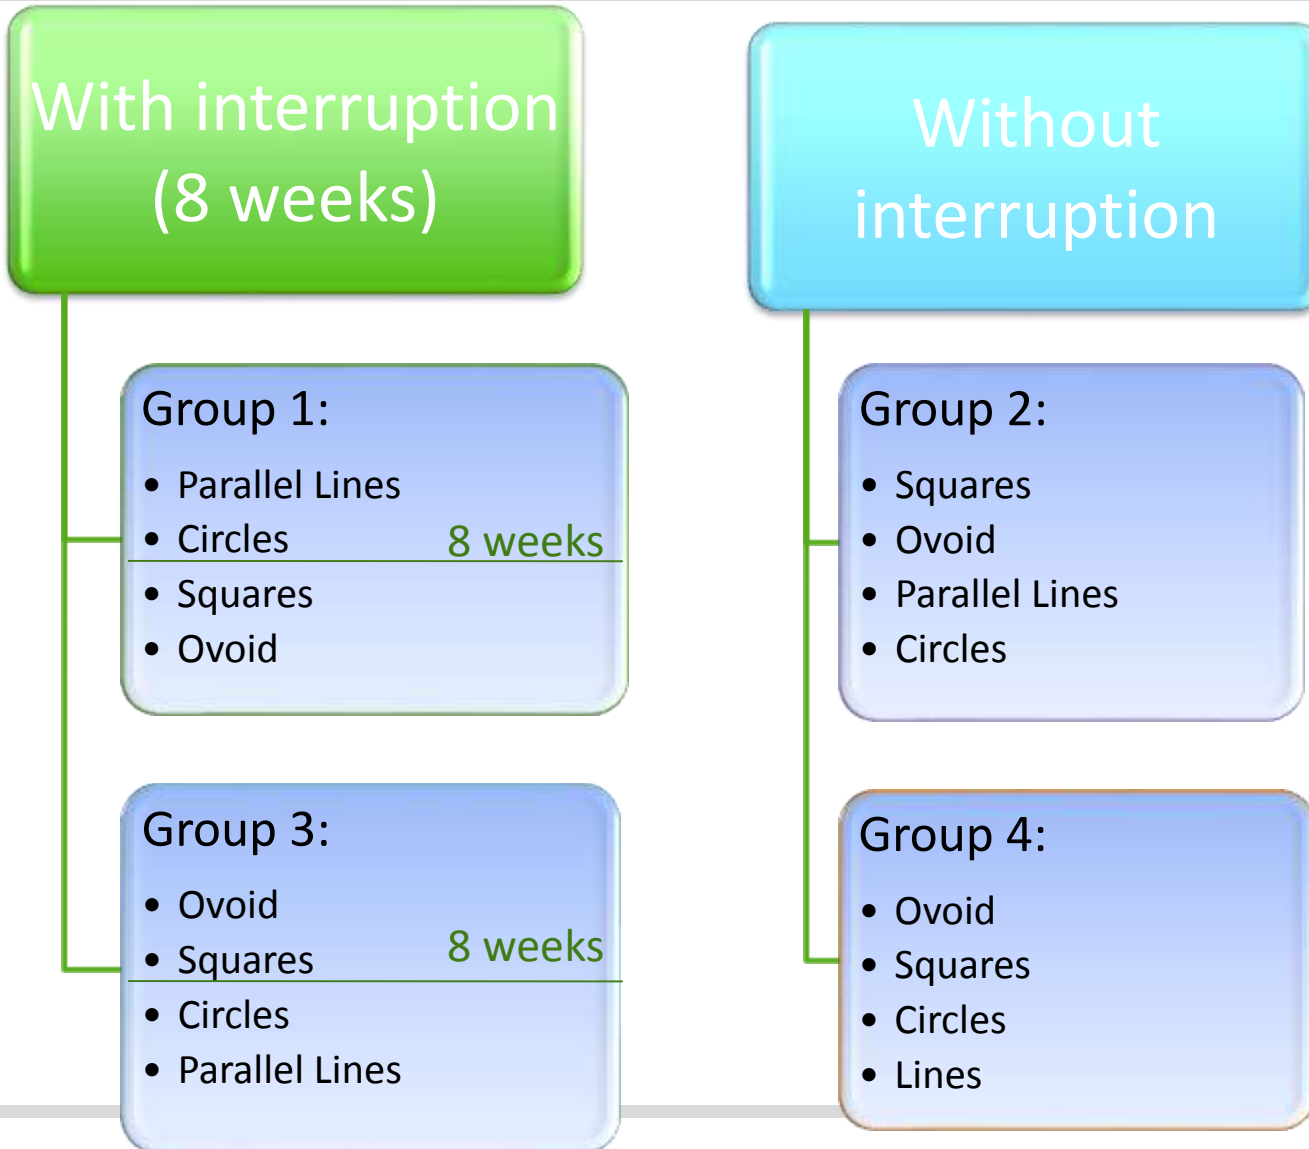 With interruption
(8 weeks)
Group 1:
• Parallel Lines
• Circles
8 weeks
• Squares
• Ovoid
Group 3:
• Ovoid
• Squares
8 weeks
• Circles
• Parallel Lines
Without
interruption
Group 2:
• Squares
• Ovoid
• Parallel Lines
• Circles
Group 4:
• Ovoid
• Squares
• Circles
• Lines